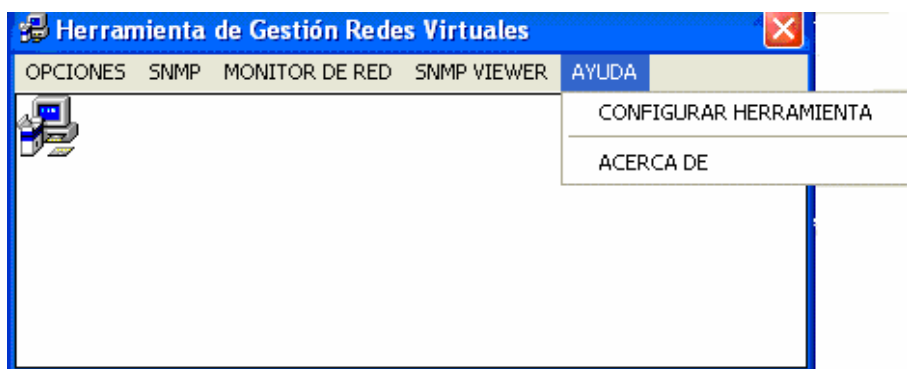 Herramienta de Gestión Redes Virtuales
OPCIONES SNMP MONITOR DE RED SNMP VIEWER AYUDA
CONFIGURAR HERRAMIENTA
ACERCA DE